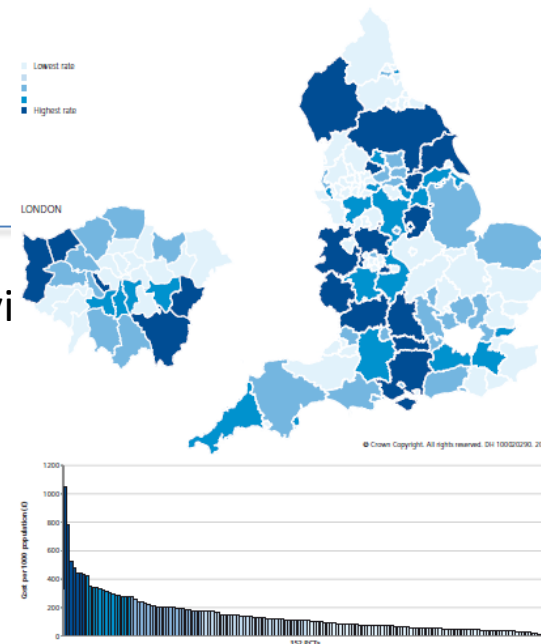 Lowest rate
Highest rate
LONDON
wi
© Crown Copyright. All rights reserved. DH 100020290. 20
Cost per 1000 population (£)
1200
1000
800
600
400
200
0
152 PCTs